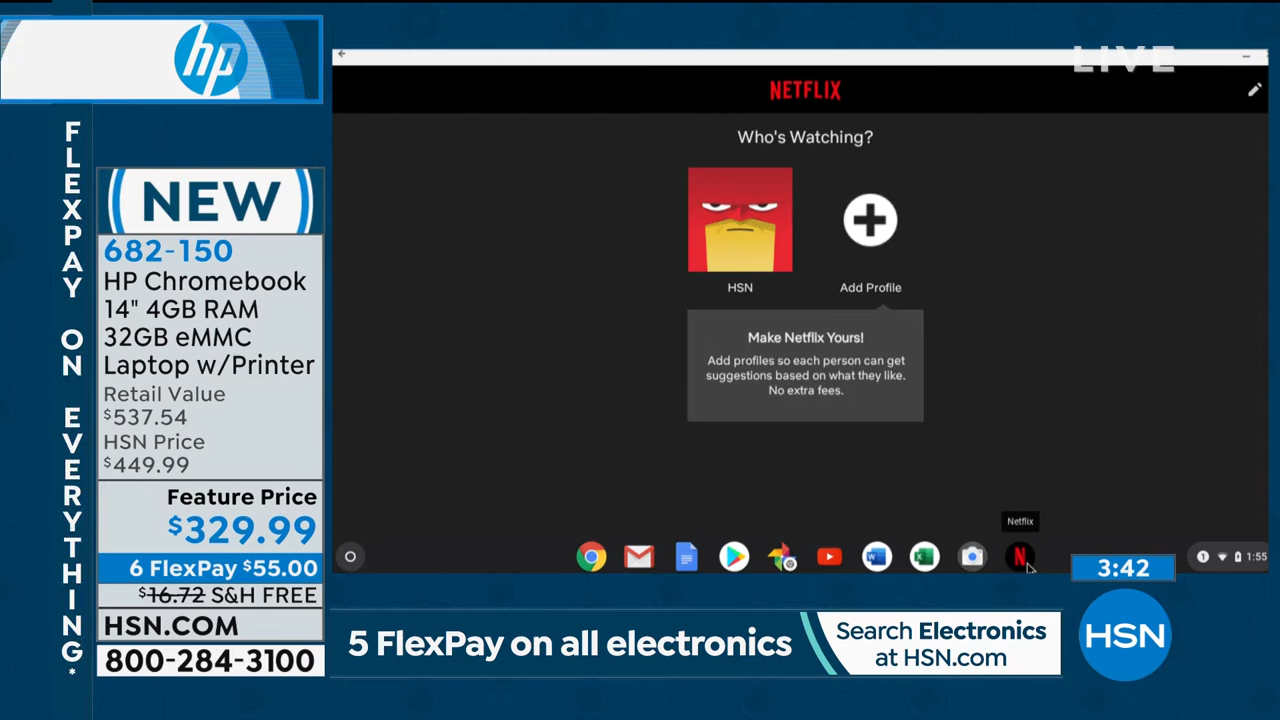 hp
FLEXPAY ON EVERYTHING*
NEW
682-150
HP Chromebook
14" 4GB RAM
32GB eMMC
Laptop w/Printer
Retail Value
$537.54
HSN Price
$449.99
Feature Price
$329.99
6 FlexPay $55.00
$16.72 S&H FREE
HSN.COM
800-284-3100
LIVE
NETFLIX
Who's Watching?
HSN
Add Profile
Make Netflix Yours!
Add profiles so each person can get
suggestions based on what they like.
No extra fees.
Netflix
N
1:55
3:42
5 FlexPay on all electronics
Search Electronics
at HSN.com
HSN